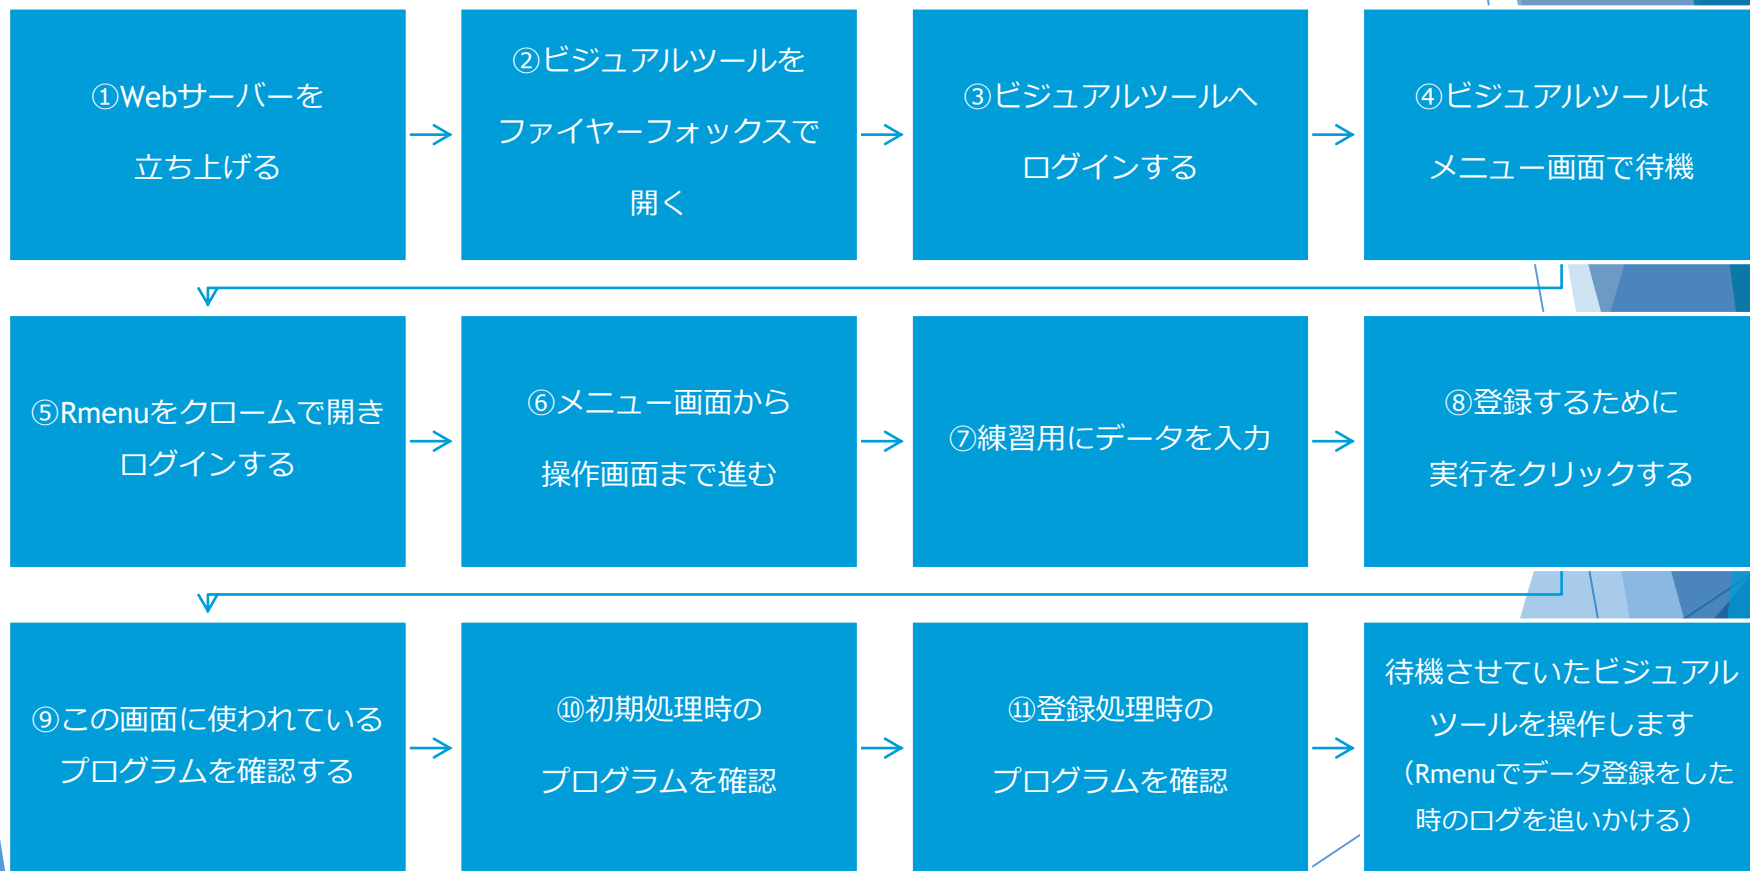 ①Webサーバーを
立ち上げる
②ビジュアルツールを
ファイヤーフォックスで
開く
③ビジュアルツールへ
ログインする
④ビジュアルツールは
メニュー画面で待機
⑤Rmenuをクロームで開き
ログインする
⑥メニュー画面から
操作画面まで進む
⑦練習用にデータを入力
⑧登録するために
実行をクリックする
⑨この画面に使われている
プログラムを確認する
⑩初期処理時の
プログラムを確認
⑪登録処理時の
プログラムを確認
待機させていたビジュアル
ツールを操作します
（Rmenuでデータ登録をした
時のログを追いかける）